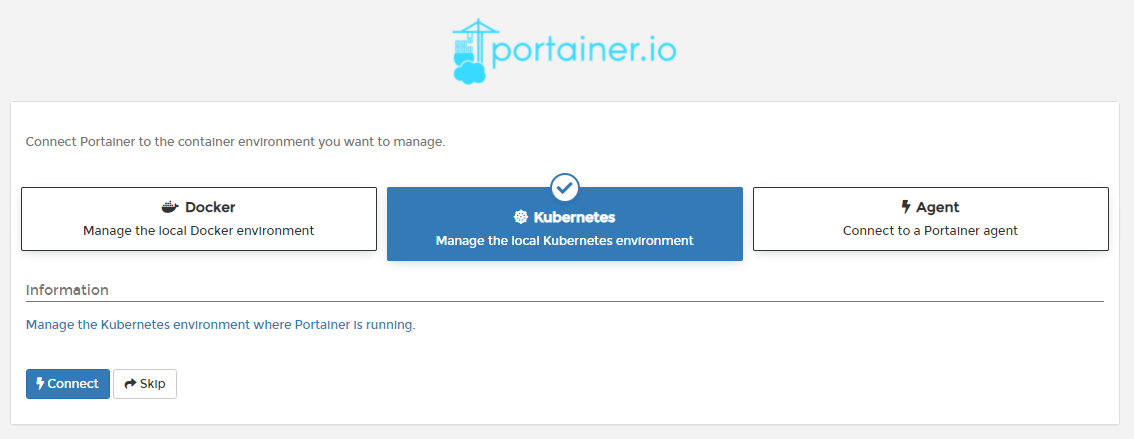 portainer.io
Connect Portainer to the container environment you want to manage.
Docker
Manage the local Docker environment
Kubernetes
Manage the local Kubernetes environment
Agent
Connect to a Portainer agent
Information
Manage the Kubernetes environment where Portainer is running.
Connect
Skip